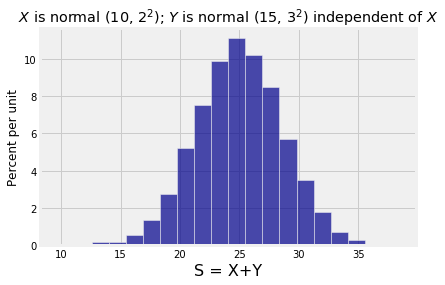 X is normal (10, 2²); Y is normal (15, 3²) independent of X
Percent per unit
10
8
6
4
2
0
10 15 20 25 30 35
S = X+Y